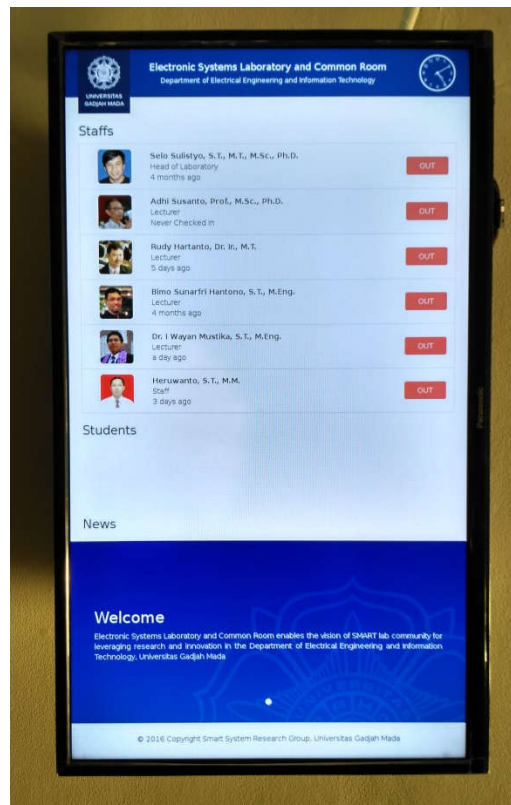 Electronic Systems Laboratory and Common Room
Department of Electrical Engineering and Information Technology
UNIVERSITAS
GADJAH MADA
Staffs
Selo Sulistyo, S.T., M.T., M.Sc., Ph.D.
Head of Laboratory
4 months ago
OUT
Adhi Susanto, Prof., M.Sc., Ph.D.
Lecturer
Never Checked In
OUT
Rudy Hartanto, Dr. Ir., M.T.
Lecturer
5 days ago
OUT
Bimo Sunarfri Hantono, S.T., M.Eng.
Lecturer
4 months ago
OUT
Dr. I Wayan Mustika, S.T., M.Eng.
Lecturer
a day ago
OUT
Heruwanto, S.T., M.M.
Staff
3 days ago
OUT
Students
News
Welcome
Electronic Systems Laboratory and Common Room enables the vision of SMART lab community for
leveraging research and innovation in the Department of Electrical Engineering and Information
Technology, Universitas Gadjah Mada
© 2016 Copyright Smart System Research Group, Universitas Gadjah Mada
Panasonic